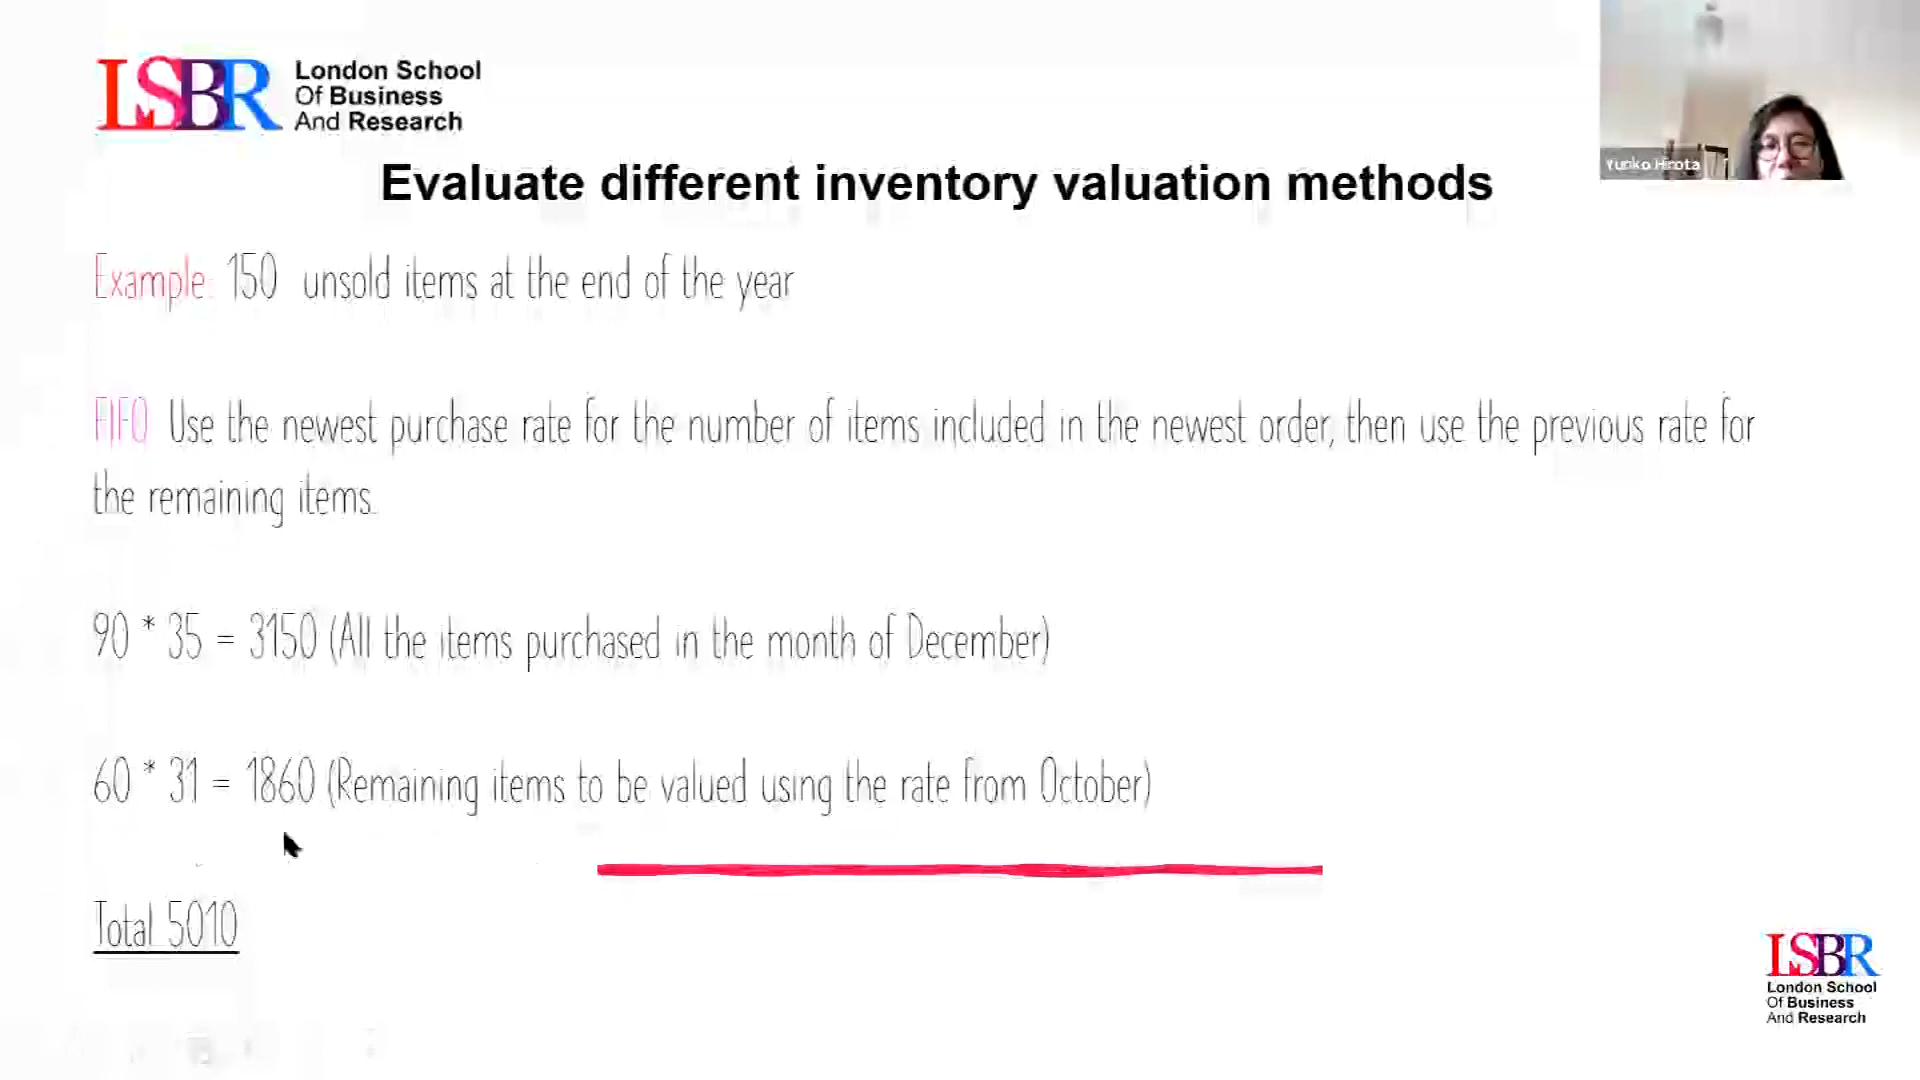 LSBR London School
Of Business
And Research
Yuriko Hirota
Evaluate different inventory valuation methods
Example: 150 unsold items at the end of the year
FIFO Use the newest purchase rate for the number of items included in the newest order, then use the previous rate for
the remaining items.
90 * 35 = 3150 (All the items purchased in the month of December)
60 * 31 = 1860 (Remaining items to be valued using the rate from October)
Total 5010
LSBR
London School
Of Business
And Research